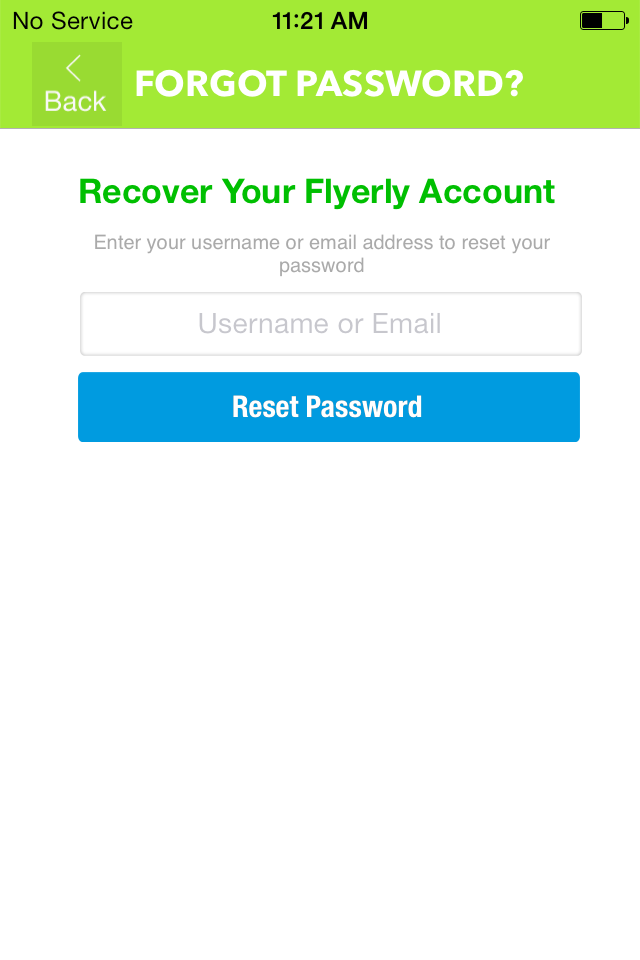 No Service 11:21 AM
Back FORGOT PASSWORD?
Recover Your Flyerly Account
Enter your username or email address to reset your
password
Username or Email
Reset Password